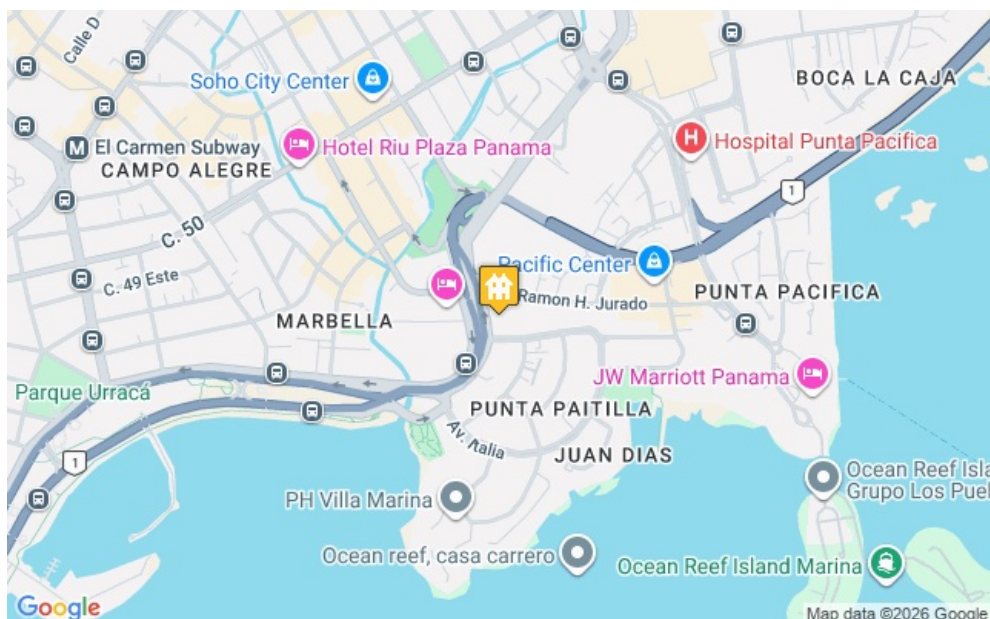 Calle D
Soho City Center
BOCA LA CAJA
M El Carmen Subway
Hotel Riu Plaza Panama
H Hospital Punta Pacifica
CAMPO ALEGRE
1
C. 50
Pacific Center
C. 49 Este
Ramon H. Jurado
PUNTA PACIFICA
MARBELLA
JW Marriott Panama
Parque Urracá
PUNTA PAITILLA
Av. Italia
JUAN DIAS
1
Ocean Reef Isla
Grupo Los Puel
PH Villa Marina
Ocean reef, casa carrero
Ocean Reef Island Marina
Google
Map data ©2026 Google